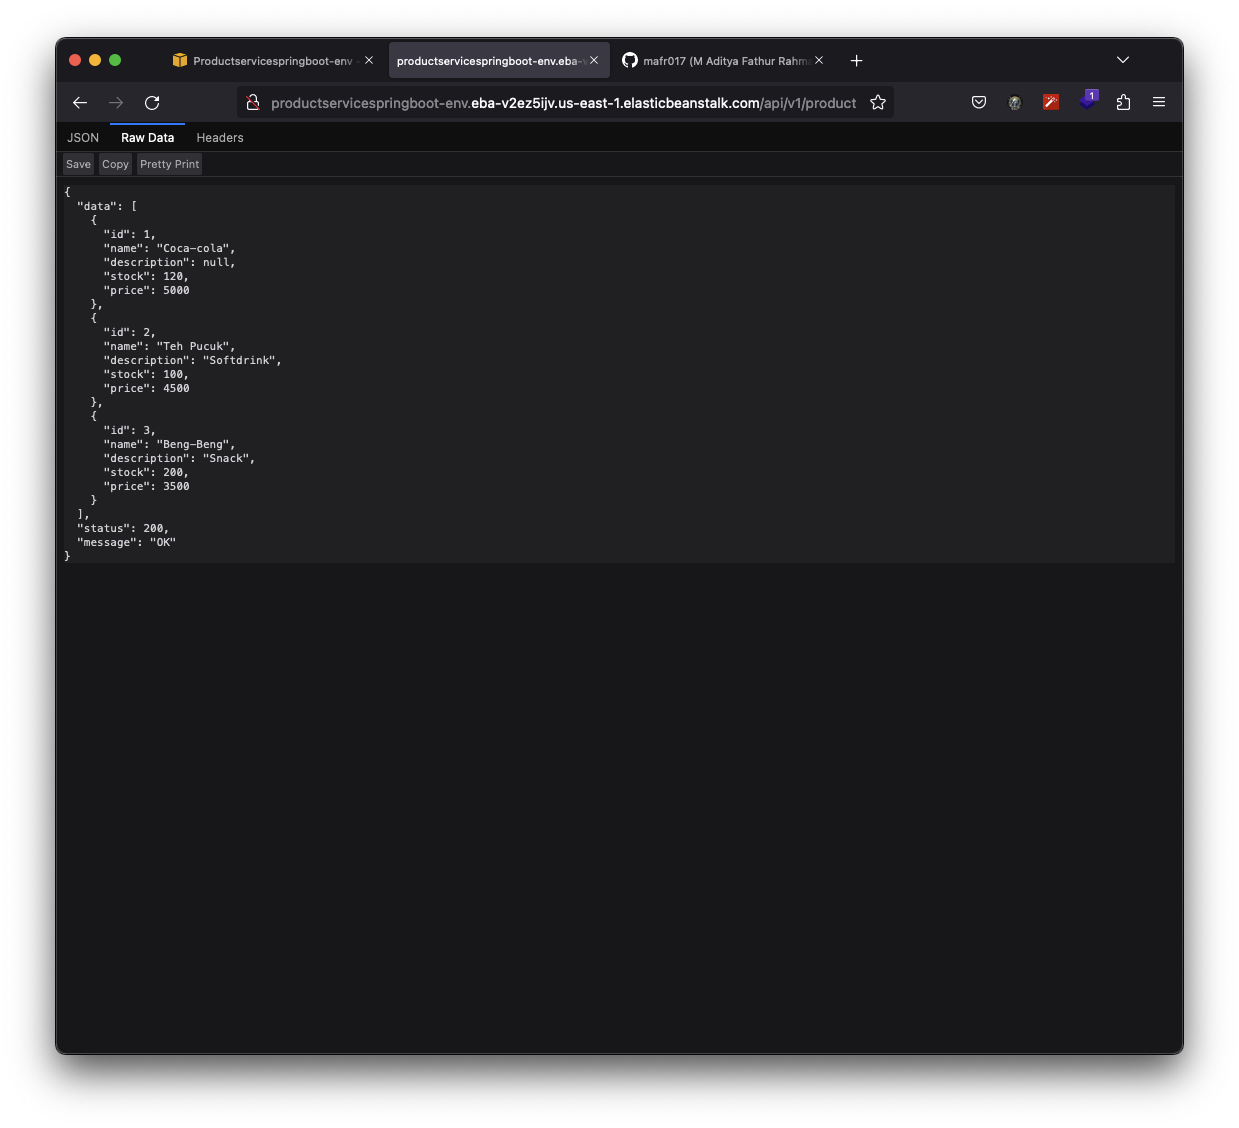 Productservicespringboot-env
productservicespringboot-env.eba-
mafr017 (M Aditya Fathur Rahm
productservicespringboot-env.eba-v2ez5ijv.us-east-1.elasticbeanstalk.com/api/v1/product
1
JSON Raw Data Headers
Save Copy Pretty Print
{
"data": [
{
"id": 1,
"name": "Coca-cola",
"description": null,
"stock": 120,
"price": 5000
},
{
"id": 2,
"name": "Teh Pucuk",
"description": "Softdrink",
"stock": 100,
"price": 4500
},
{
"id": 3,
"name": "Beng-Beng",
"description": "Snack",
"stock": 200,
"price": 3500
}
],
"status": 200,
"message": "OK"
}